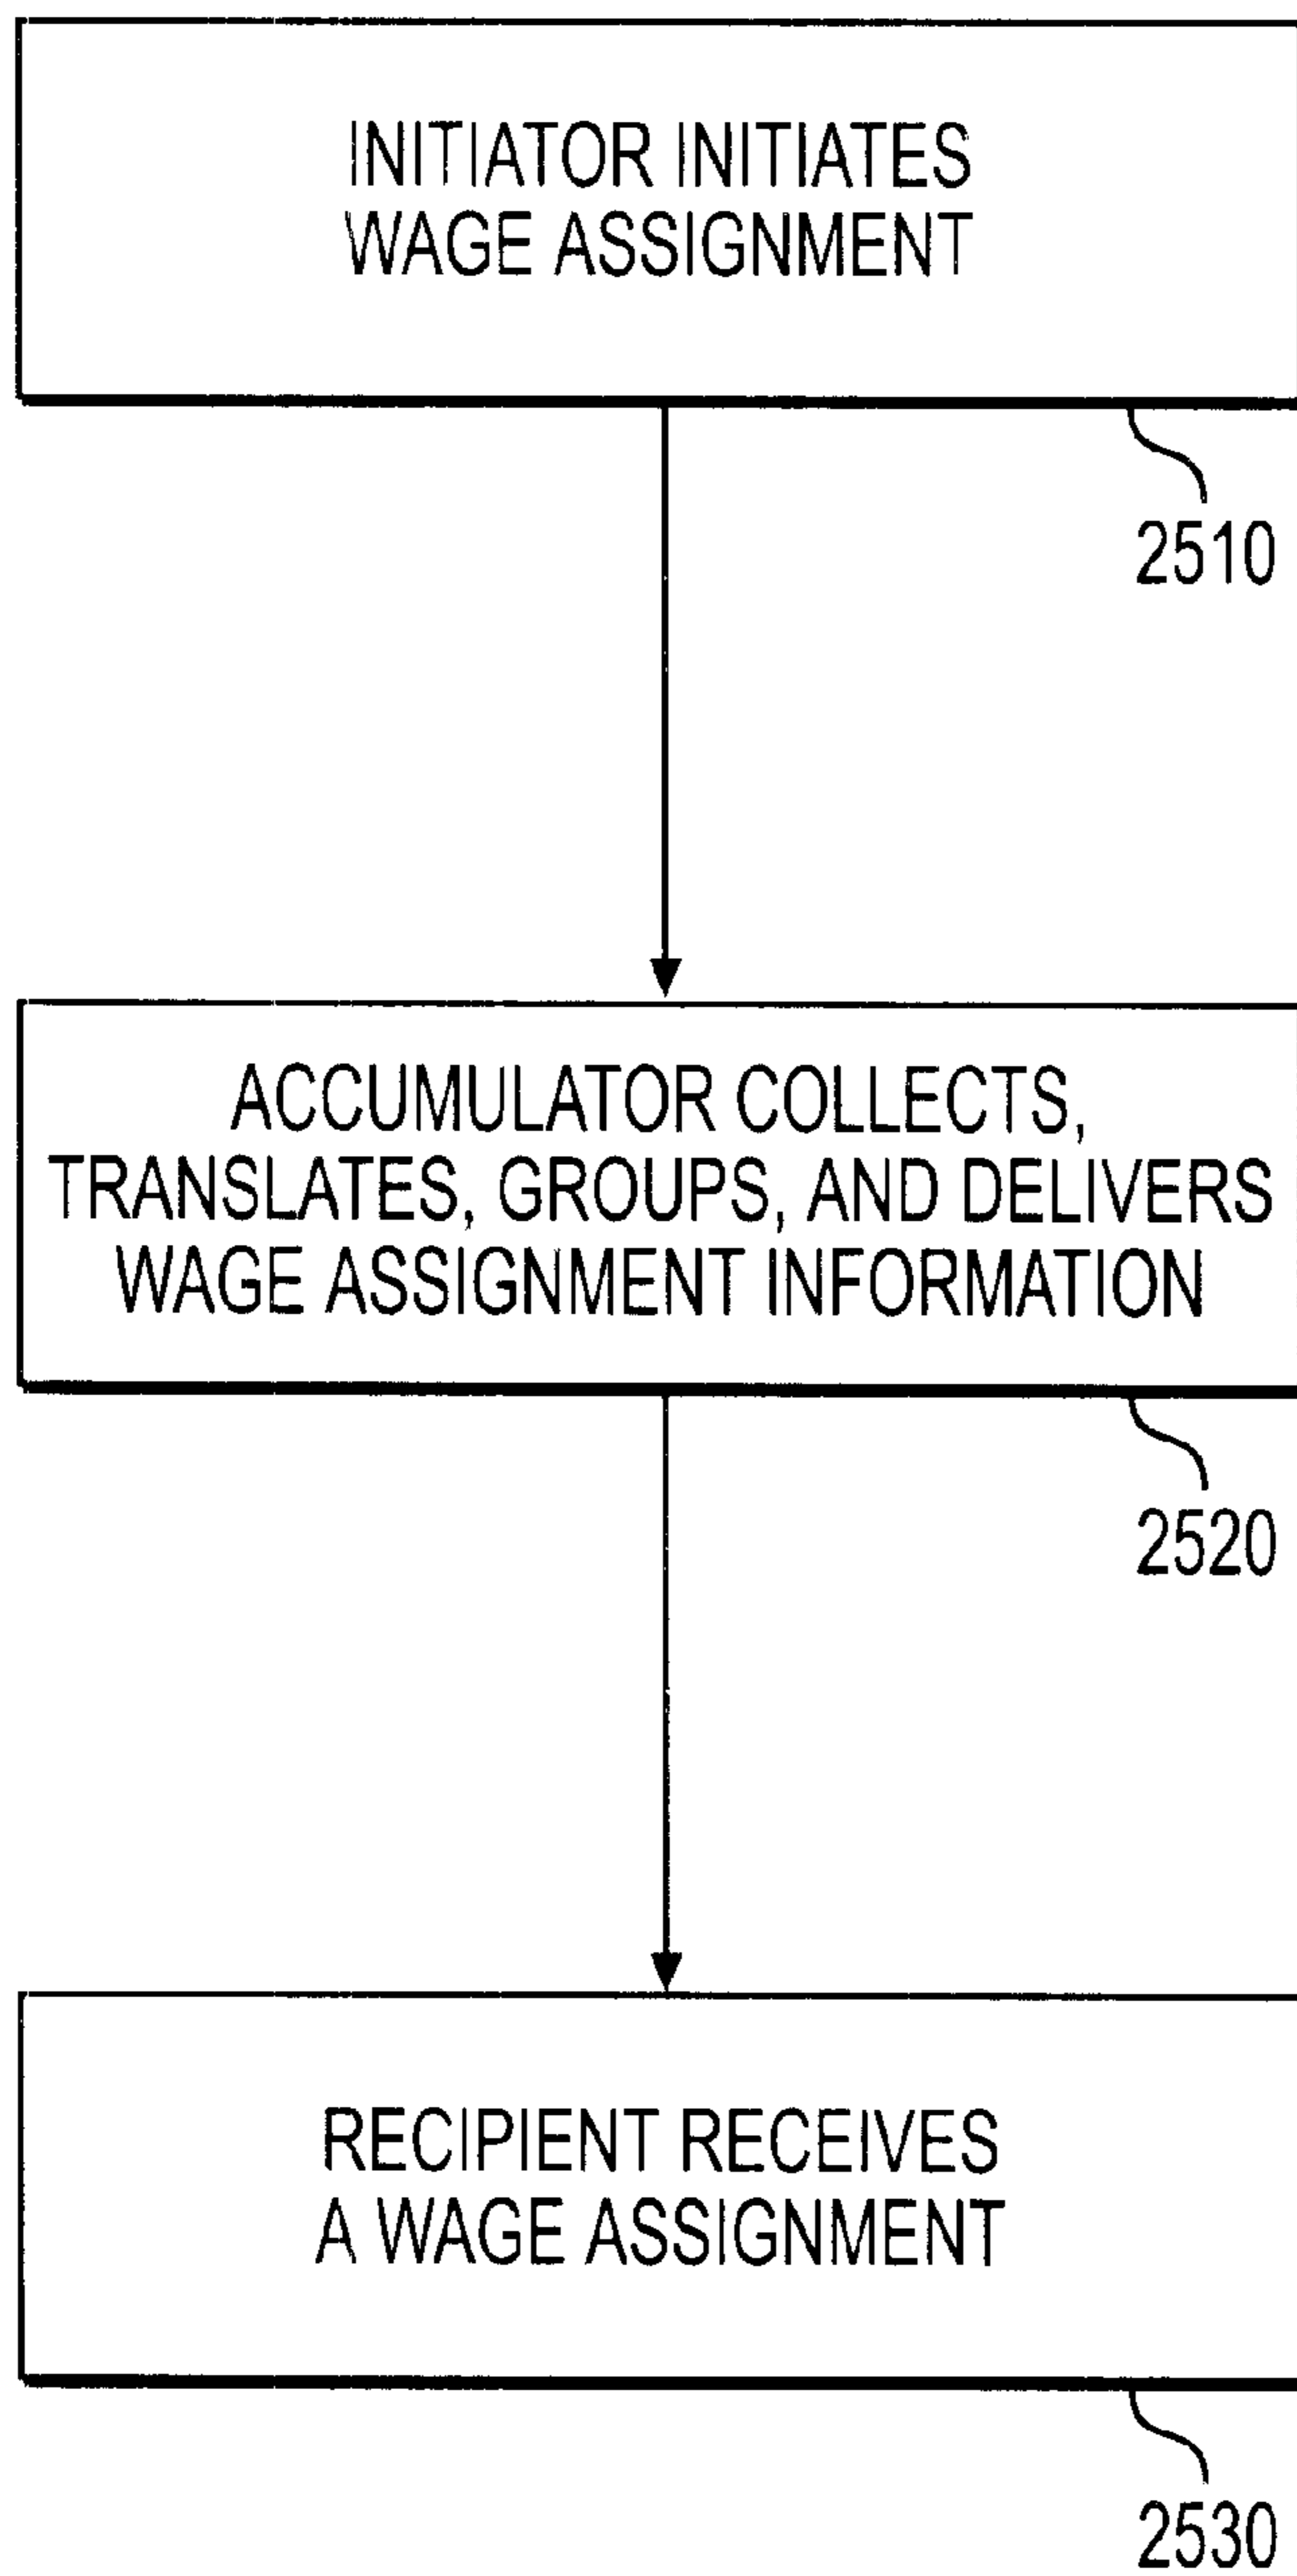 INITIATOR INITIATES
WAGE ASSIGNMENT
2510
ACCUMULATOR COLLECTS,
TRANSLATES, GROUPS, AND DELIVERS
WAGE ASSIGNMENT INFORMATION
2520
RECIPIENT RECEIVES
A WAGE ASSIGNMENT
2530